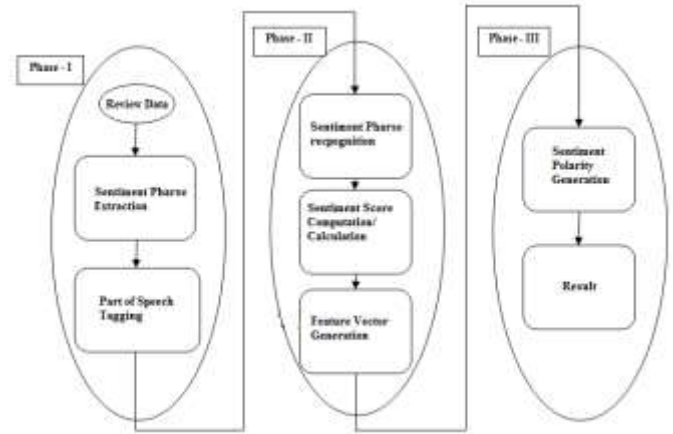 Phase - I
Review Data
Sentiment Pharse
Extraction
Part of Speech
Tagging
Phase - II
Sentiment Pharse
recpognition
Sentiment Score
Computation/
Calculation
Feature Vector
Generation
Phase - III
Sentiment
Polarity
Generation
Result